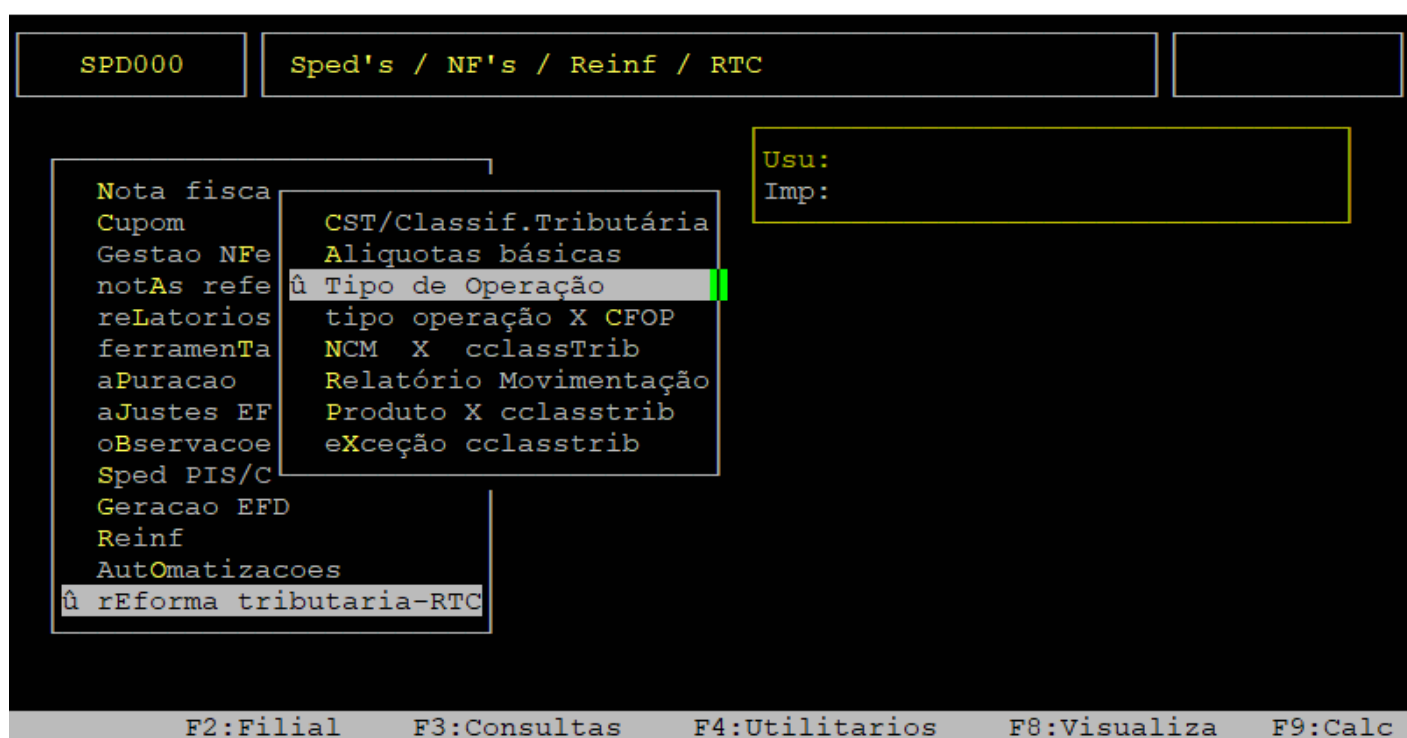 SPD000
Sped's / NF's / Reinf / RTC
Usu:
Imp:
Nota fisca
Cupom
Gestao NFe
notAs refe
reLatorios
ferramenTa
aPuracao
aJustes EF
oBservacoe
Sped PIS/C
Geracao EFD
Reinf
AutOmatizacoes
û rEforma tributaria-RTC
CST/Classif.Tributária
Aliquotas básicas
û Tipo de Operação
tipo operação X CFOP
NCM X cclassTrib
Relatório Movimentação
Produto X cclasstrib
eXceção cclasstrib
F2:Filial F3:Consultas F4:Utilitarios F8:Visualiza F9:Calc